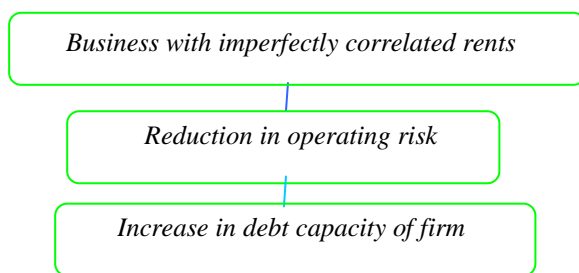 Business with imperfectly correlated rents
Reduction in operating risk
Increase in debt capacity of firm